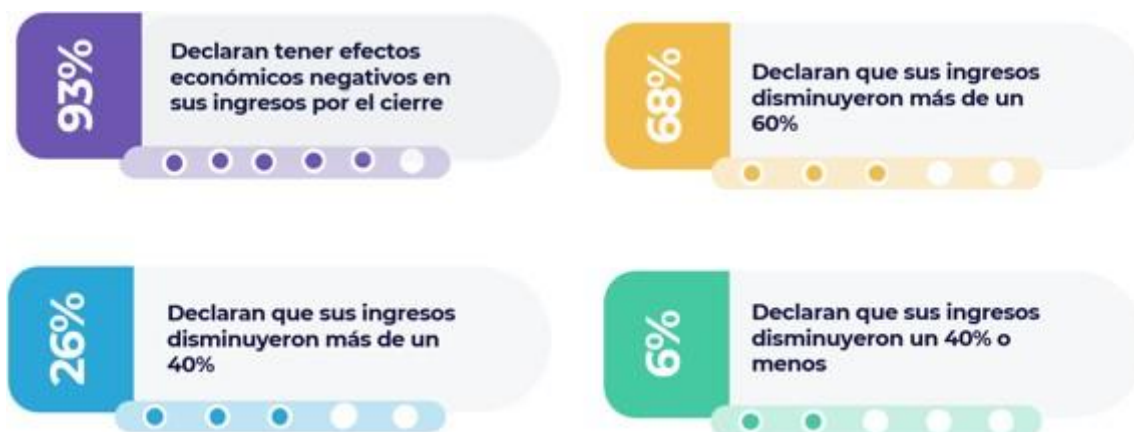 93%
Declaran tener efectos
económicos negativos en
sus ingresos por el cierre
68%
Declaran que sus ingresos
disminuyeron más de un
60%
26%
Declaran que sus ingresos
disminuyeron más de un
40%
6%
Declaran que sus ingresos
disminuyeron un 40% o
menos